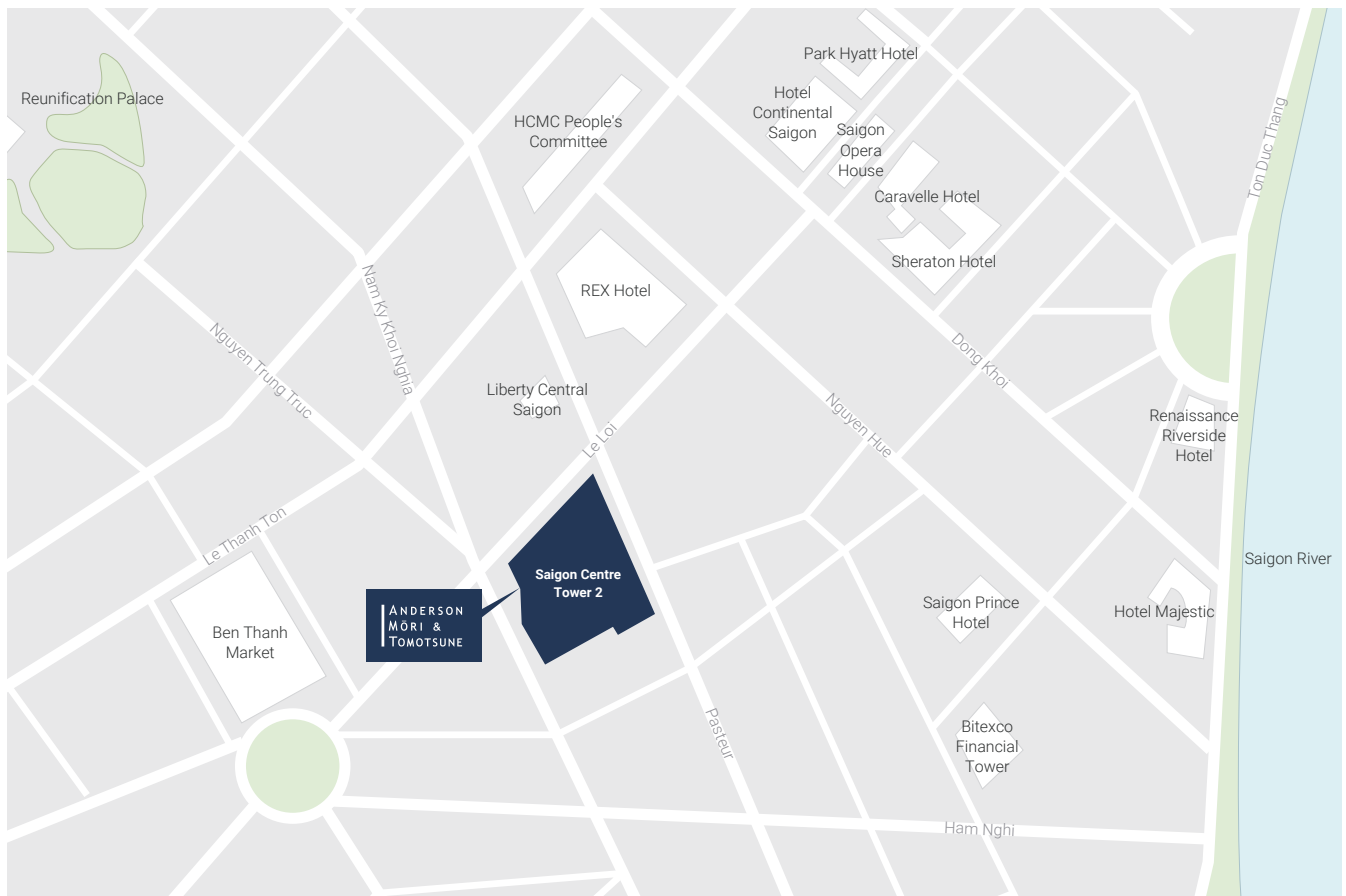 Park Hyatt Hotel
Reunification Palace
Hotel
Continental
Saigon
HCMC People's
Committee
Saigon
Opera
House
Ton Duc Thang
Caravelle Hotel
Sheraton Hotel
REX Hotel
Nam Ky Khoi Nghia
Nguyen Trung Truc
Dong Khoi
Liberty Central
Saigon
Nguyen Hue
Renaissance
Riverside
Hotel
Le Loi
Le Thanh Ton
Saigon River
Saigon Centre
Tower 2
ANDERSON
MŌRI &
TOMOTSUNE
Saigon Prince
Hotel
Hotel Majestic
Ben Thanh
Market
Pasteur
Bitexco
Financial
Tower
Ham Nghi